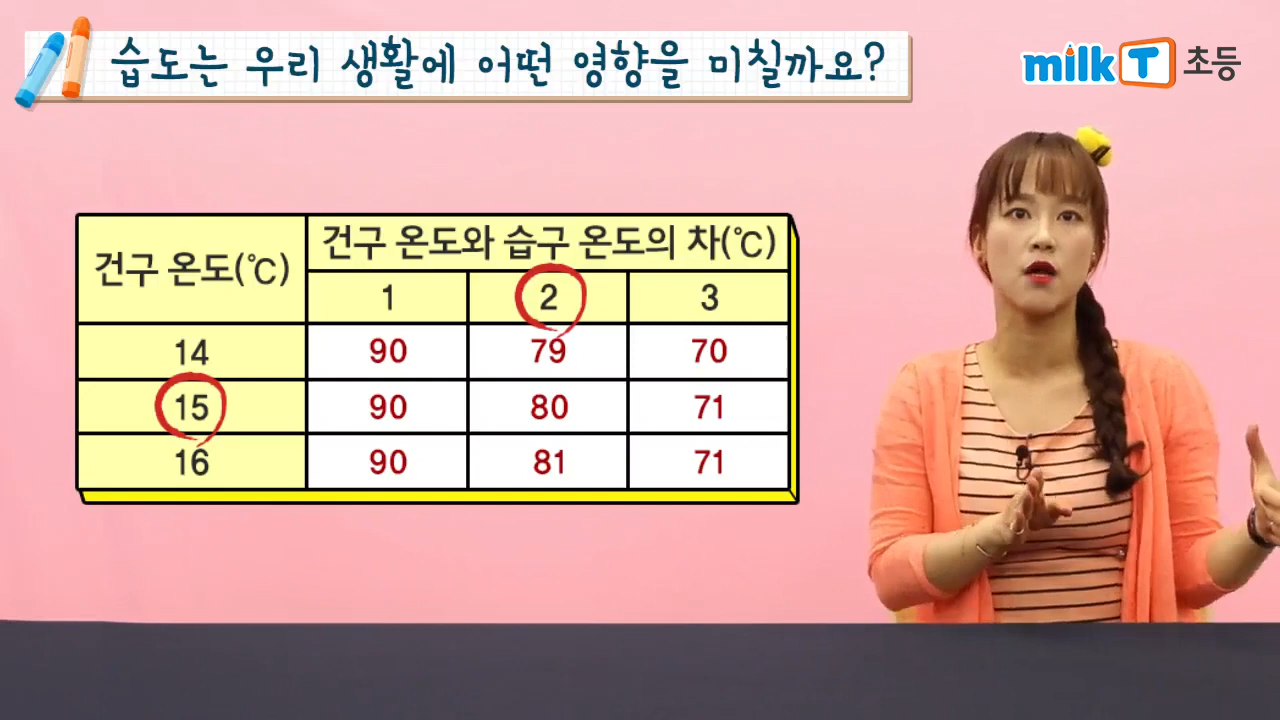 습도는 우리 생활에 어떤 영향을 미칠까요?
milk T 초등
건구 온도(℃)
건구 온도와 습구 온도의 차(℃)
1 2 3
14 90 79 70
15 90 80 71
16 90 81 71